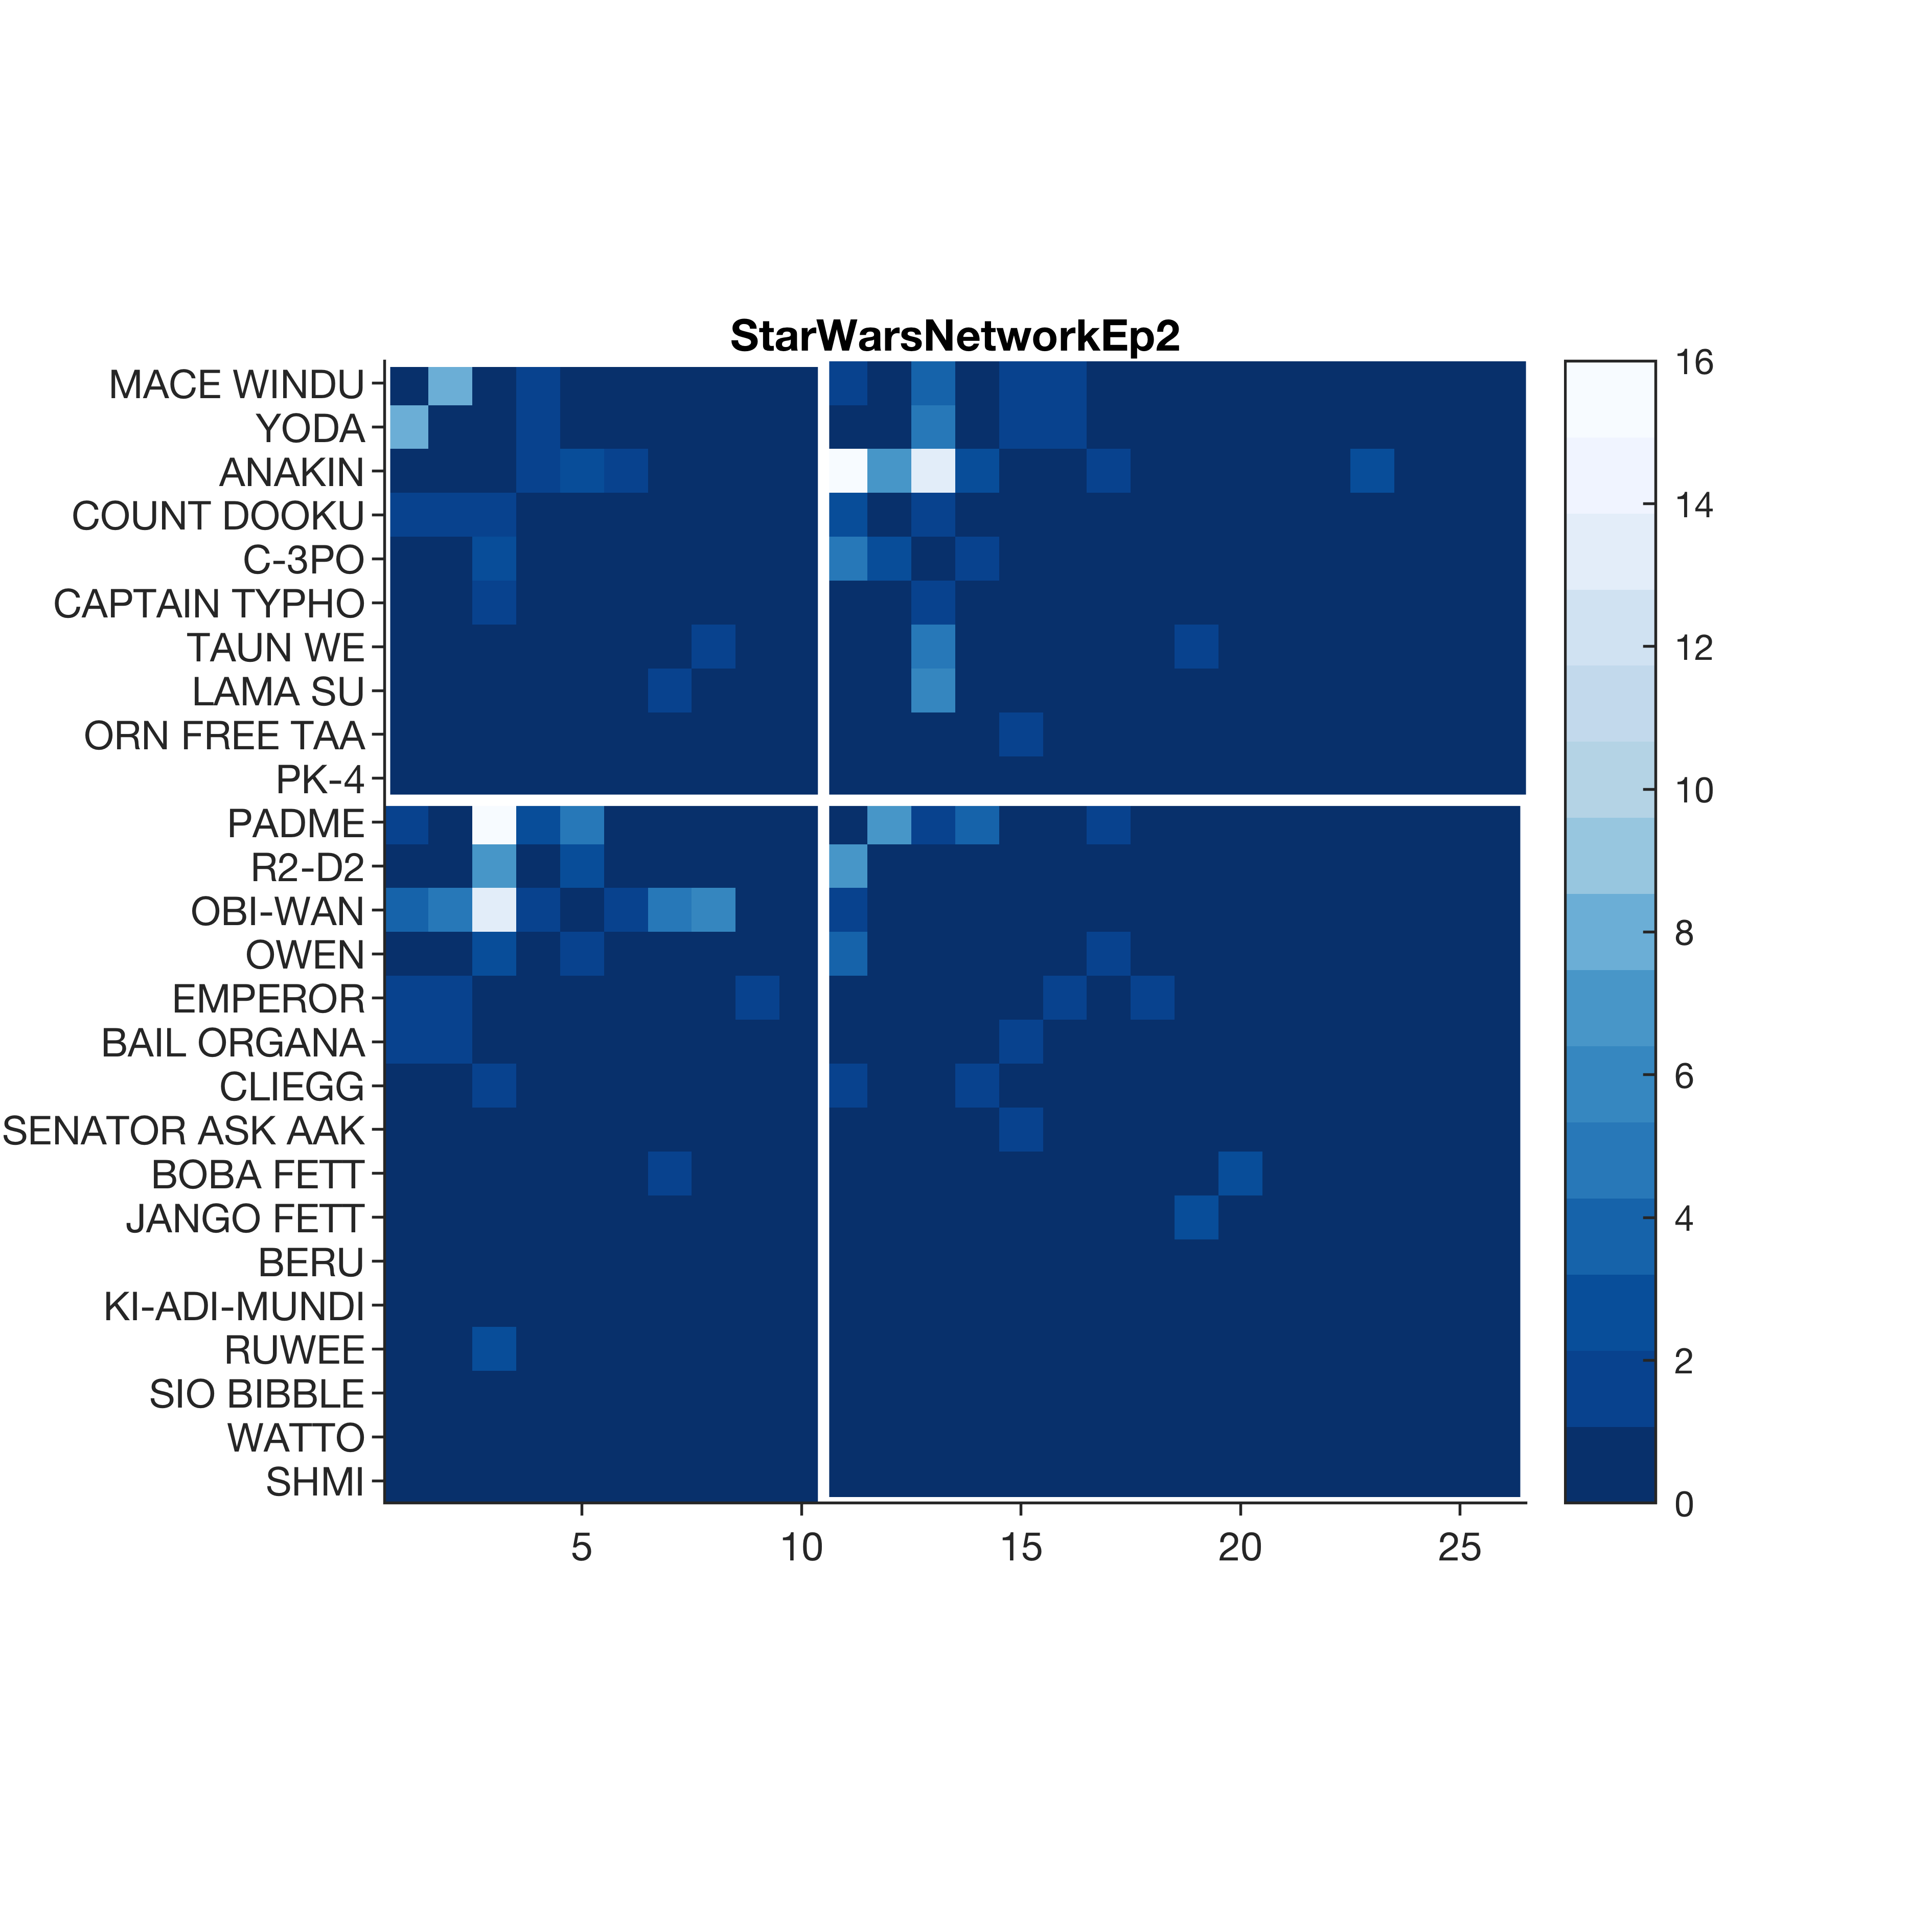 StarWarsNetworkEp2
MACE WINDU
YODA
ANAKIN
COUNT DOOKU
C-3PO
CAPTAIN TYPHO
TAUN WE
LAMA SU
ORN FREE TAA
PK-4
PADME
R2-D2
OBI-WAN
OWEN
EMPEROR
BAIL ORGANA
CLIEGG
SENATOR ASK AAK
BOBA FETT
JANGO FETT
BERU
KI-ADI-MUNDI
RUWEE
SIO BIBBLE
WATTO
SHMI
5 10 15 20 25
16
14
12
10
8
6
4
2
0